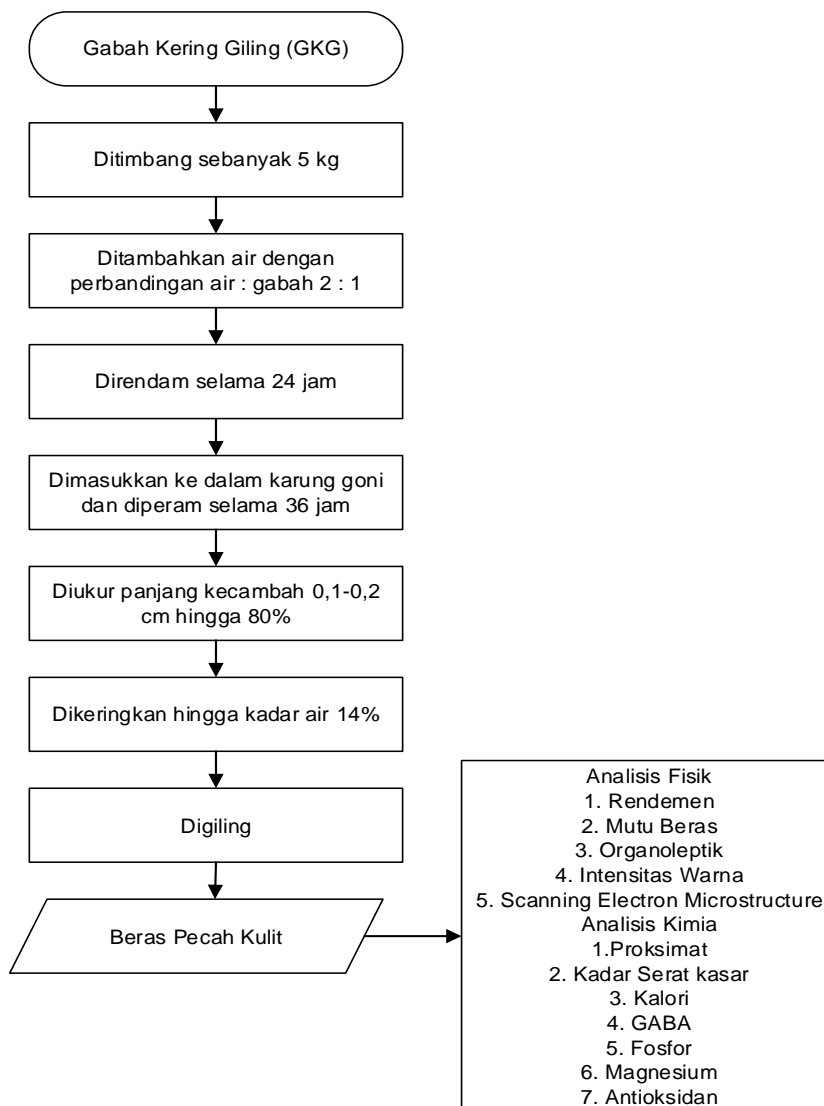 Gabah Kering Giling (GKG)
Ditimbang sebanyak 5 kg
Ditambahkan air dengan
perbandingan air : gabah 2 : 1
Direndam selama 24 jam
Dimasukkan ke dalam karung goni
dan diperam selama 36 jam
Diukur panjang kecambah 0,1-0,2
cm hingga 80%
Dikeringkan hingga kadar air 14%
Digiling
Beras Pecah Kulit
Analisis Fisik
1. Rendemen
2. Mutu Beras
3. Organoleptik
4. Intensitas Warna
5. Scanning Electron Microstructure
Analisis Kimia
1.Proksimat
2. Kadar Serat kasar
3. Kalori
4. GABA
5. Fosfor
6. Magnesium
7. Antioksidan